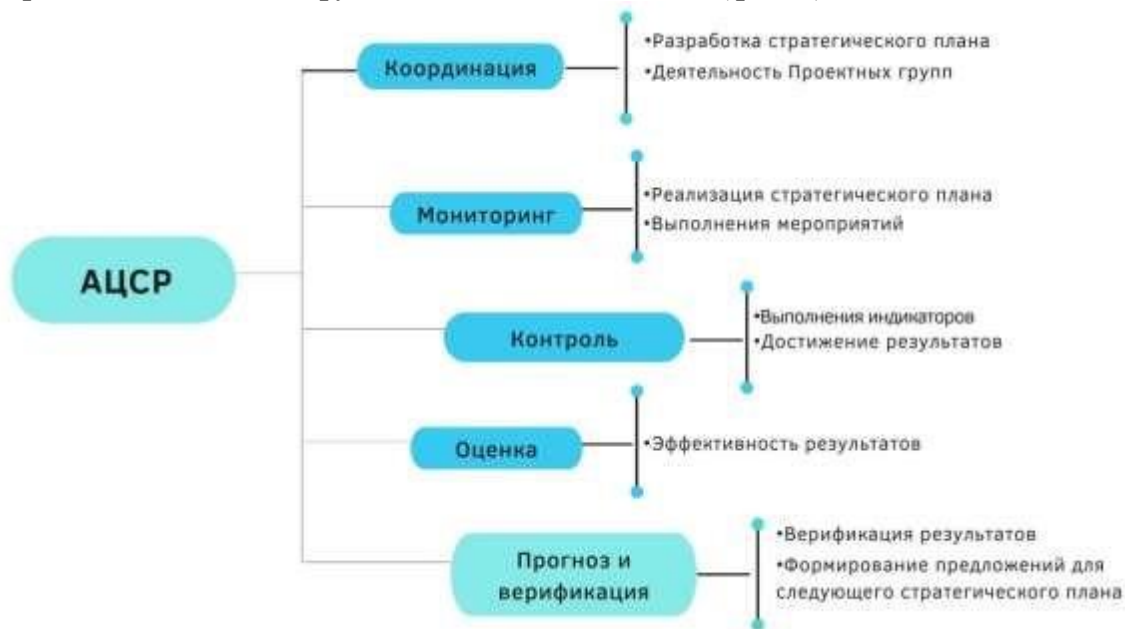 Координация
•Разработка стратегического плана
•Деятельность Проектных групп
Мониторинг
•Реализация стратегического плана
•Выполнения мероприятий
АЦСР
Контроль
•Выполнения индикаторов
•Достижение результатов
Оценка
•Эффективность результатов
Прогноз и
верификация
•Верификация результатов
•Формирование предложений для
следующего стратегического плана